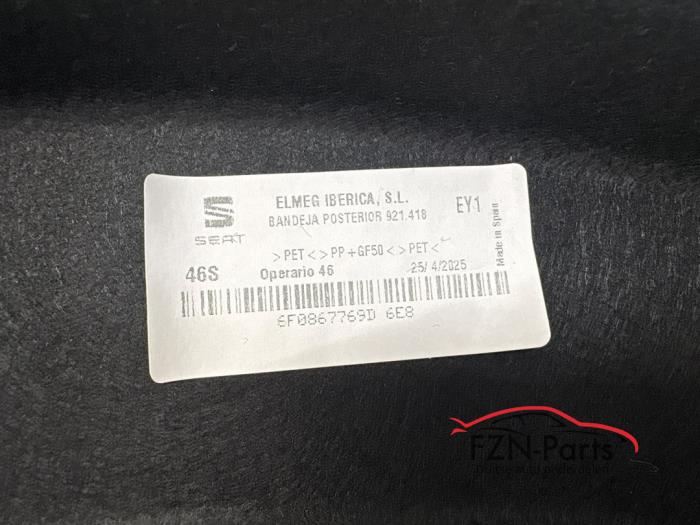 SEAT
ELMEG IBERICA, S.L.
BANDEJA POSTERIOR 921.418
EY1
Made in Spain
>PET<>PP+GF50<>PET<
46S
Operario 46
25/4/2025
6F0867769D 6E8
FZN-Parts